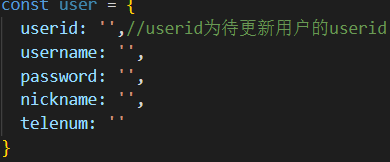 const user = {
userid: '',//userid为待更新用户的userid
username: '',
password: '',
nickname: '',
telenum: ''
}